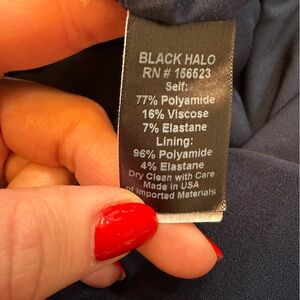 BLACK HALO
RN # 156523
Self:
77% Polyamide
16% Viscose
7% Elastane
Lining:
96% Polyamide
4% Elastane
Dry Clean with Care
Made in USA
of Imported Materials